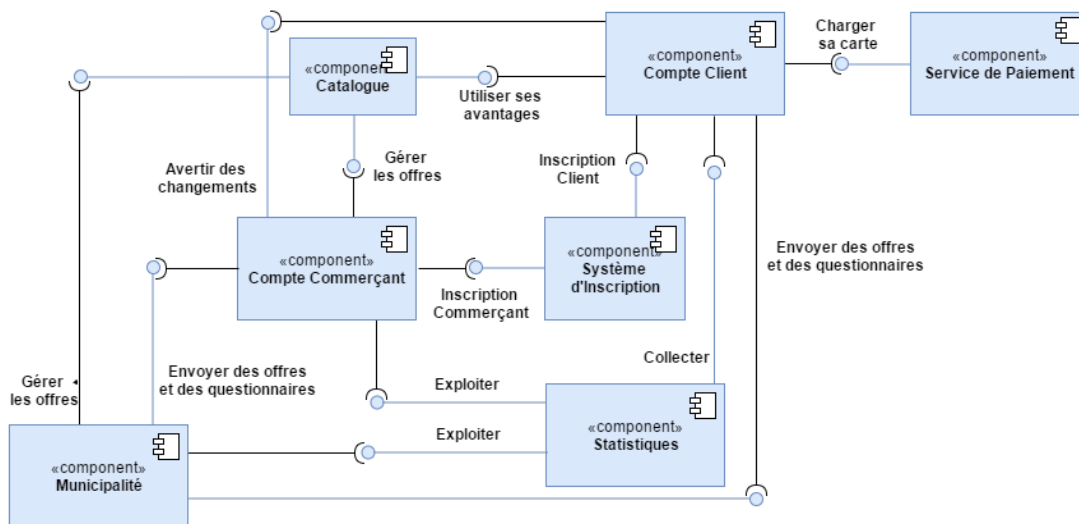 «component»
Catalogue
«component»
Compte Client
Charger
sa carte
«component»
Service de Paiement
Utiliser ses
avantages
Avertir des
changements
Gérer
les offres
Inscription
Client
«component»
Compte Commerçant
Inscription
Commerçant
«component»
Système
d'Inscription
Envoyer des offres
et des questionnaires
Collecter
Gérer
les offres
Envoyer des offres
et des questionnaires
Exploiter
Exploiter
«component»
Statistiques
«component»
Municipalité